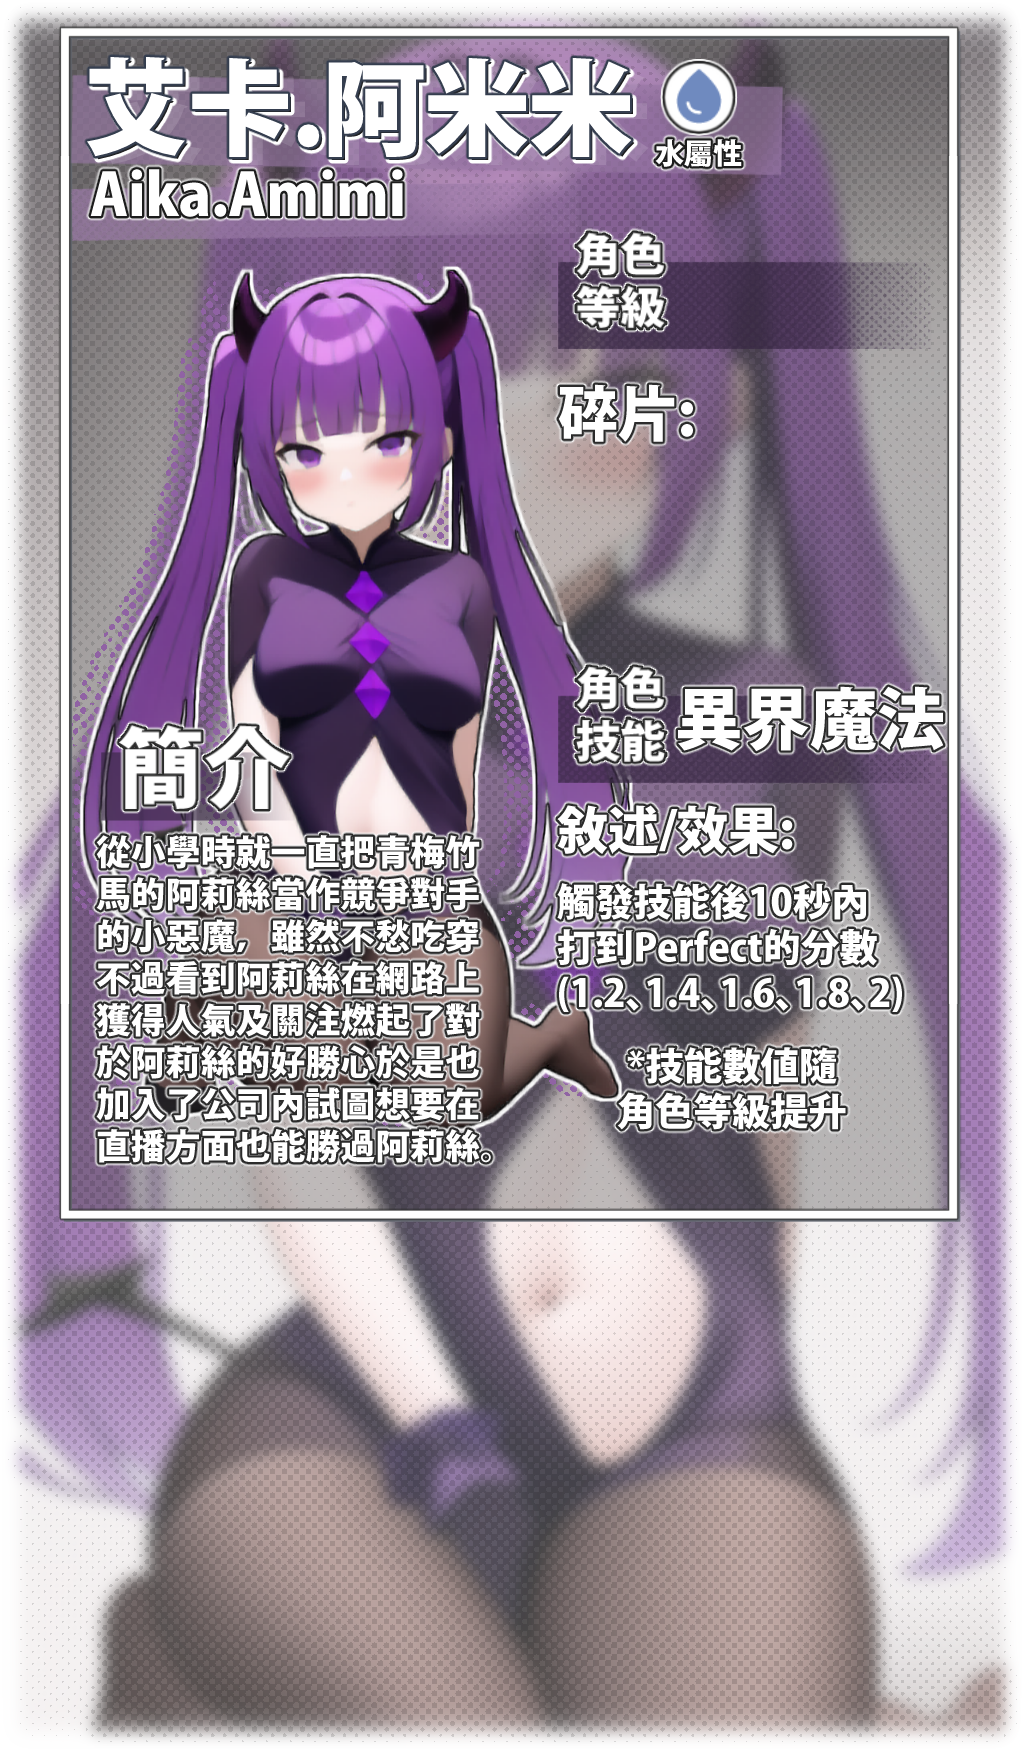 艾卡.阿米米
水屬性
Aika.Amimi
角色
等級
碎片:
角色
技能
異界魔法
敘述/效果:
觸發技能後10秒內
打到Perfect的分數
(1.2、1.4、1.6、1.8、2)
*技能數值隨
角色等級提升
簡介
從小學時就一直把青梅竹
馬的阿莉絲當作競爭對手
的小惡魔，雖然不愁吃穿
不過看到阿莉絲在網路上
獲得人氣及關注燃起了對
於阿莉絲的好勝心於是也
加入了公司內試圖想要在
直播方面也能勝過阿莉絲。